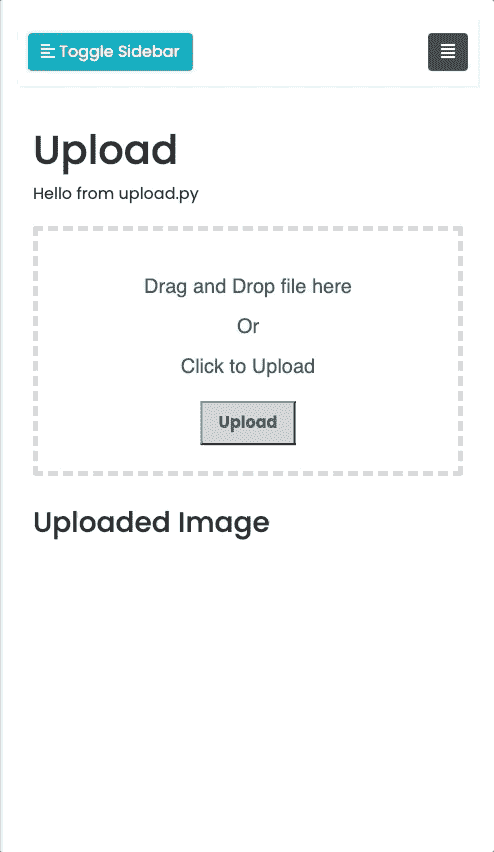 Toggle Sidebar
Upload
Hello from upload.py
Drag and Drop file here
Or
Click to Upload
Upload
Uploaded Image